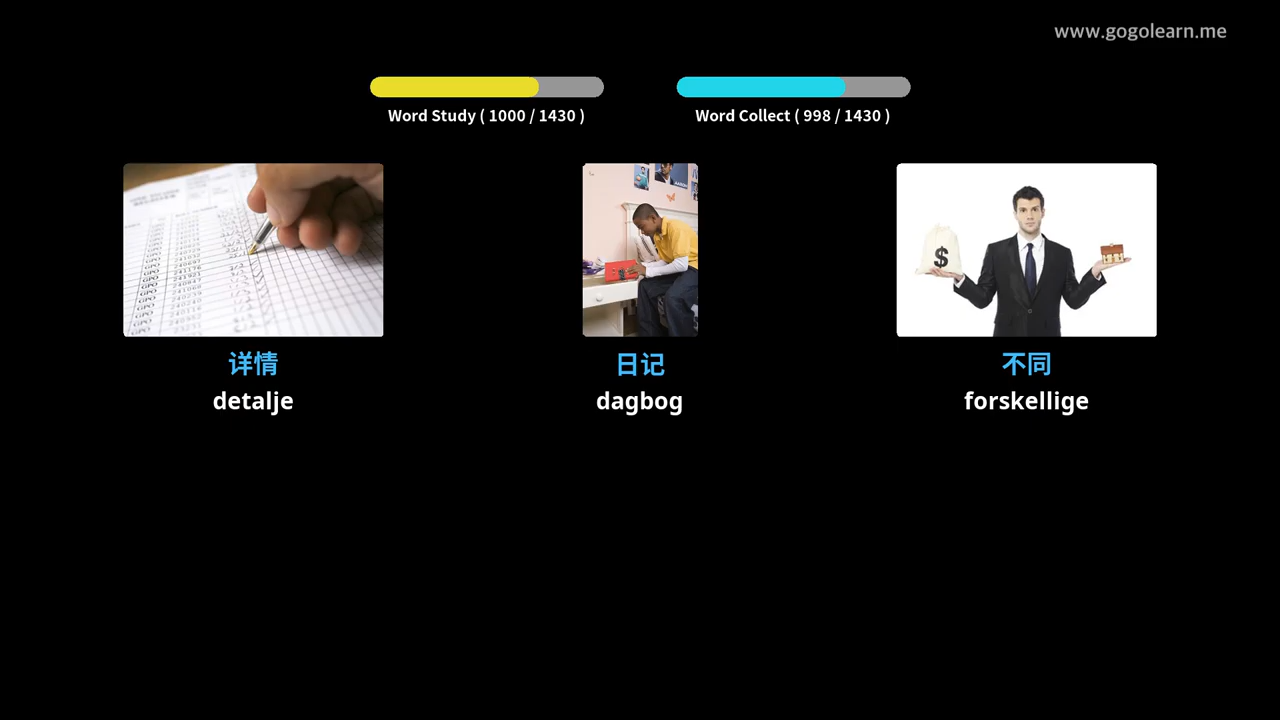 www.gogolearn.me
Word Study ( 1000 / 1430 )
Word Collect ( 998 / 1430 )
详情
detalje
日记
dagbog
不同
forskellige